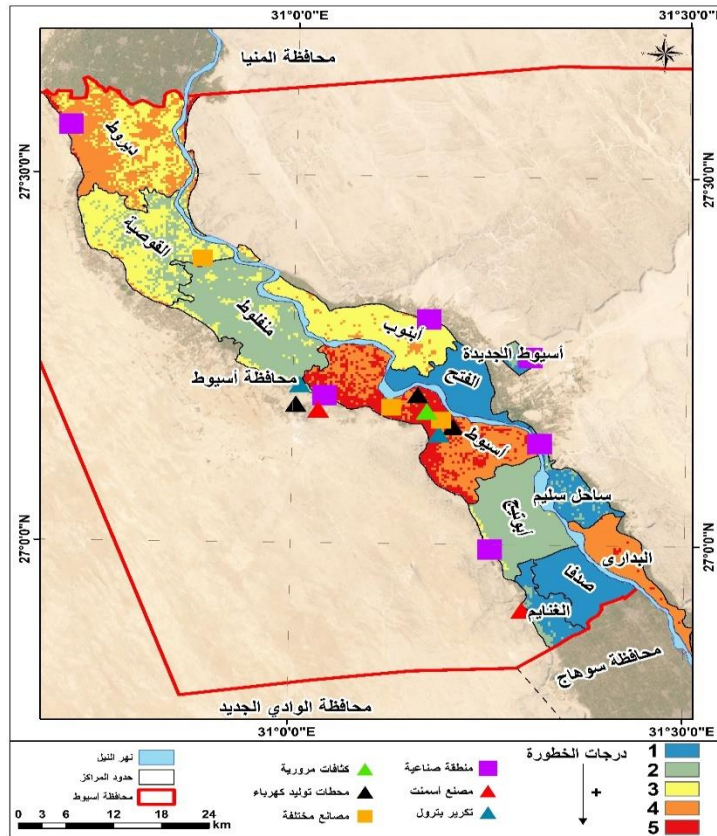 31°0'0"E
31°30'0"E
محافظة المنيا
ديروط
27°30'0"N
27°30'0"N
القوصية
منفلوط
أبنوب
أسيوط الجديدة
الفتح
محافظة أسيوط
أسيوط
ساحل سليم
أبوتيج
27°0'0"N
27°0'0"N
البدارى
صدفا
الغنايم
محافظة سوهاج
محافظة الوادي الجديد
31°0'0"E
31°30'0"E
درجات الخطورة
+
1
2
3
4
5
منطقة صناعية
مصنع اسمنت
تكرير بترول
كثافات مرورية
محطات توليد كهرباء
مصانع مختلفة
نهر النيل
حدود المراكز
محافظة اسيوط
0 3 6 12 18 24
km